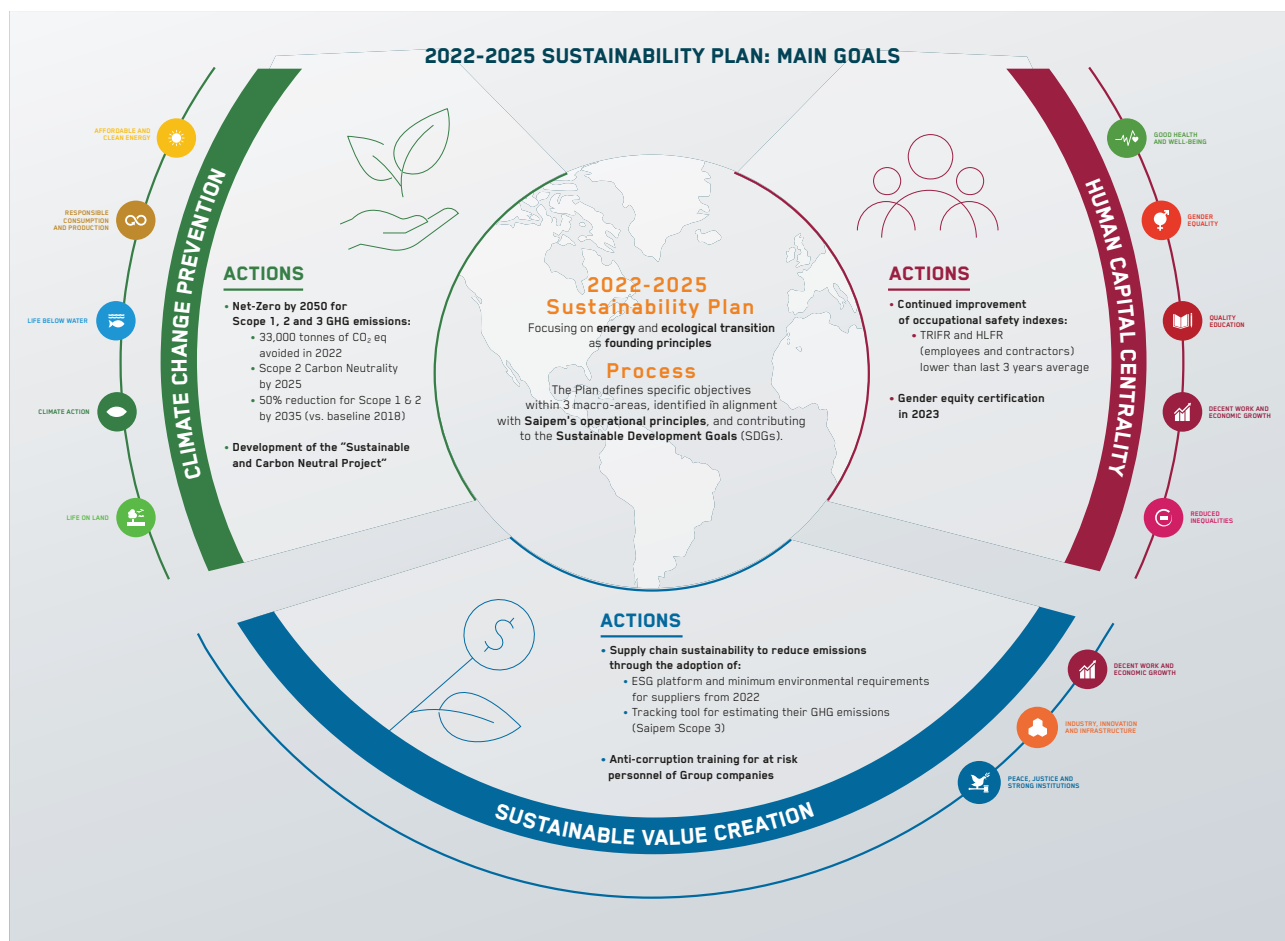 2022-2025 SUSTAINABILITY PLAN: MAIN GOALS
AFFORDABLE AND
CLEAN ENERGY
RESPONSIBLE
CONSUMPTION
AND PRODUCTION
LIFE BELOW WATER
CLIMATE ACTION
LIFE ON LAND
CLIMATE CHANGE PREVENTION
ACTIONS
• Net-Zero by 2050 for
Scope 1, 2 and 3 GHG emissions:
• 33,000 tonnes of CO₂ eq
avoided in 2022
• Scope 2 Carbon Neutrality
by 2025
• 50% reduction for Scope 1 & 2
by 2035 (vs. baseline 2018)
• Development of the "Sustainable
and Carbon Neutral Project"
2022-2025
Sustainability Plan
Focusing on energy and ecological transition
as founding principles
Process
The Plan defines specific objectives
within 3 macro-areas, identified in alignment
with Saipem's operational principles, and contributing
to the Sustainable Development Goals (SDGs).
ACTIONS
• Continued improvement
of occupational safety indexes:
• TRIFR and HLFR
(employees and contractors)
lower than last 3 years average
• Gender equity certification
in 2023
HUMAN CAPITAL CENTRALITY
GOOD HEALTH
AND WELL-BEING
GENDER
EQUALITY
QUALITY
EDUCATION
DECENT WORK AND
ECONOMIC GROWTH
REDUCED
INEQUALITIES
ACTIONS
• Supply chain sustainability to reduce emissions
through the adoption of:
• ESG platform and minimum environmental requirements
for suppliers from 2022
• Tracking tool for estimating their GHG emissions
(Saipem Scope 3)
• Anti-corruption training for at risk
personnel of Group companies
SUSTAINABLE VALUE CREATION
DECENT WORK AND
ECONOMIC GROWTH
INDUSTRY, INNOVATION
AND INFRASTRUCTURE
PEACE, JUSTICE AND
STRONG INSTITUTIONS